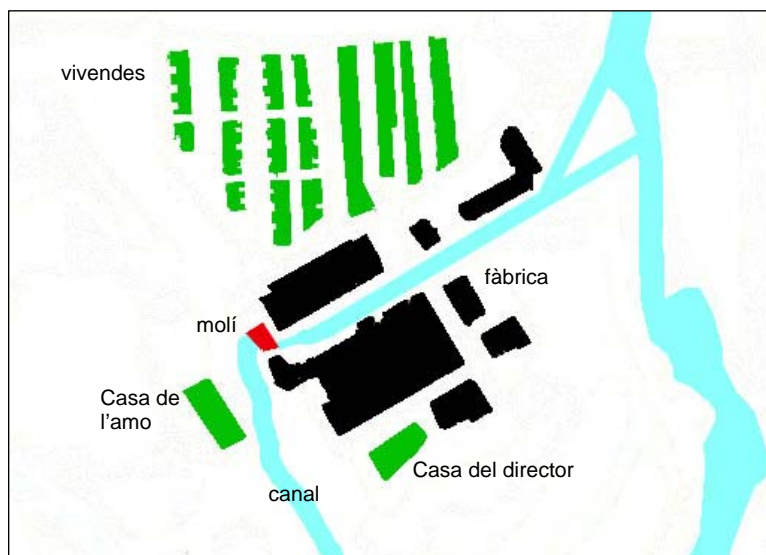 vivendes
fàbrica
molí
Casa de
l'amo
Casa del director
canal